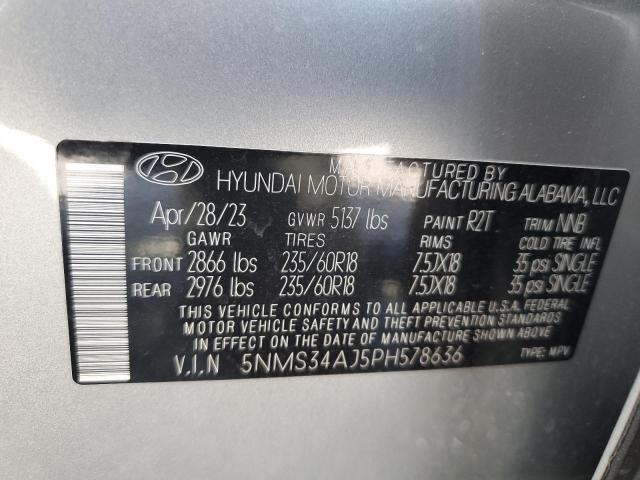 MANUFACTURED BY
HYUNDAI MOTOR MANUFACTURING ALABAMA, LLC
Apr/28/23 GVWR 5137 lbs PAINT R2T TRIM NNB
GAWR TIRES RIMS COLD TIRE INFL
FRONT 2866 lbs 235/60R18 7.5JX18 35 psi SINGLE
REAR 2976 lbs 235/60R18 7.5JX18 35 psi SINGLE
THIS VEHICLE CONFORMS TO ALL APPLICABLE U.S.A. FEDERAL
MOTOR VEHICLE SAFETY AND THEFT PREVENTION STANDARDS
IN EFFECT ON THE DATE OF MANUFACTURE SHOWN ABOVE.
V.I.N 5NMS34AJ5PH578636 TYPE: MPV